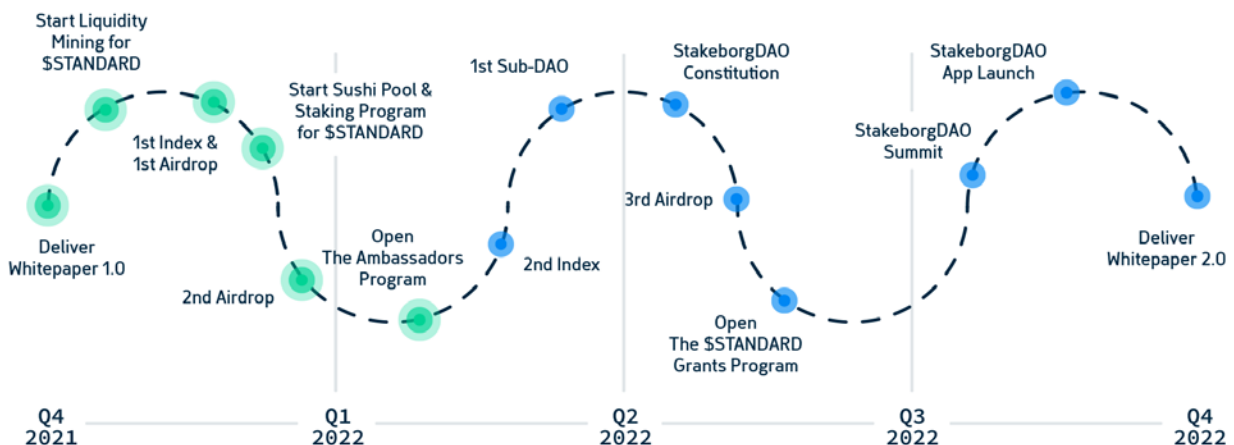 Start Liquidity
Mining for
$STANDARD
1st Index &
1st Airdrop
Start Sushi Pool &
Staking Program
for $STANDARD
Deliver
Whitepaper 1.0
2nd Airdrop
Open
The Ambassadors
Program
1st Sub-DAO
2nd Index
StakeborgDAO
Constitution
3rd Airdrop
Open
The $STANDARD
Grants Program
StakeborgDAO
Summit
StakeborgDAO
App Launch
Deliver
Whitepaper 2.0
Q4
2021
Q1
2022
Q2
2022
Q3
2022
Q4
2022